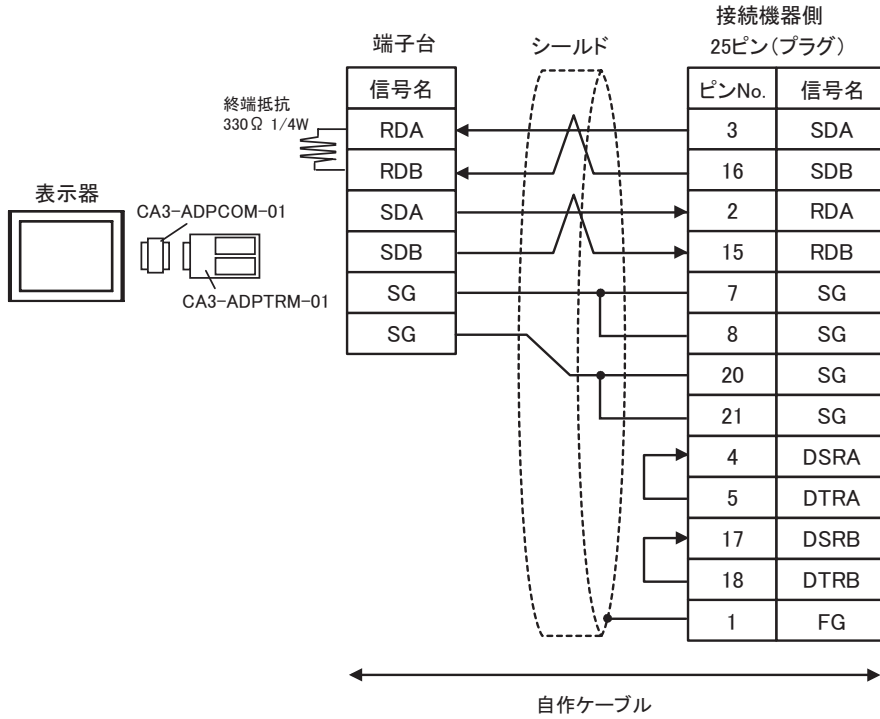 接続機器側
端子台 シールド 25ピン(プラグ)
信号名 ピンNo. 信号名
終端抵抗
330Ω 1/4W
RDA 3 SDA
RDB 16 SDB
表示器
CA3-ADPCOM-01
SDA 2 RDA
SDB 15 RDB
CA3-ADPTRM-01
SG 7 SG
SG 8 SG
20 SG
21 SG
4 DSRA
5 DTRA
17 DSRB
18 DTRB
1 FG
自作ケーブル